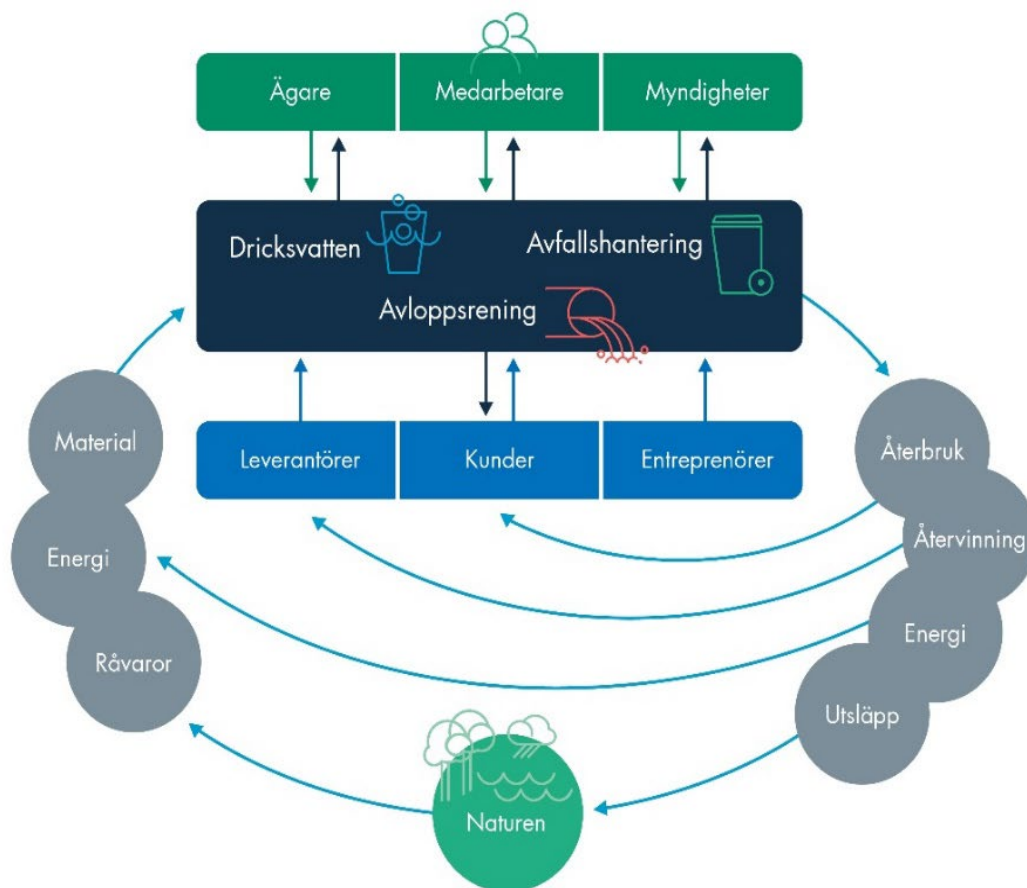 Ägare
Medarbetare
Myndigheter
Dricksvatten
Avfallshantering
Avloppsrening
Material
Energi
Råvaror
Leverantörer
Kunder
Entreprenörer
Återbruk
Återvinning
Energi
Utsläpp
Naturen